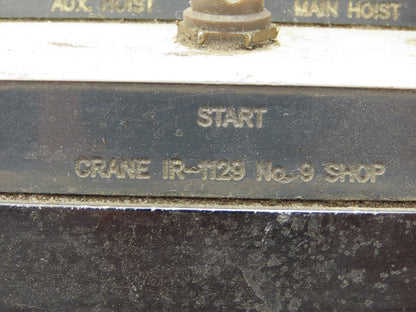 AUX. HOIST MAIN HOIST
START
CRANE IR-1129 No. 9 SHOP